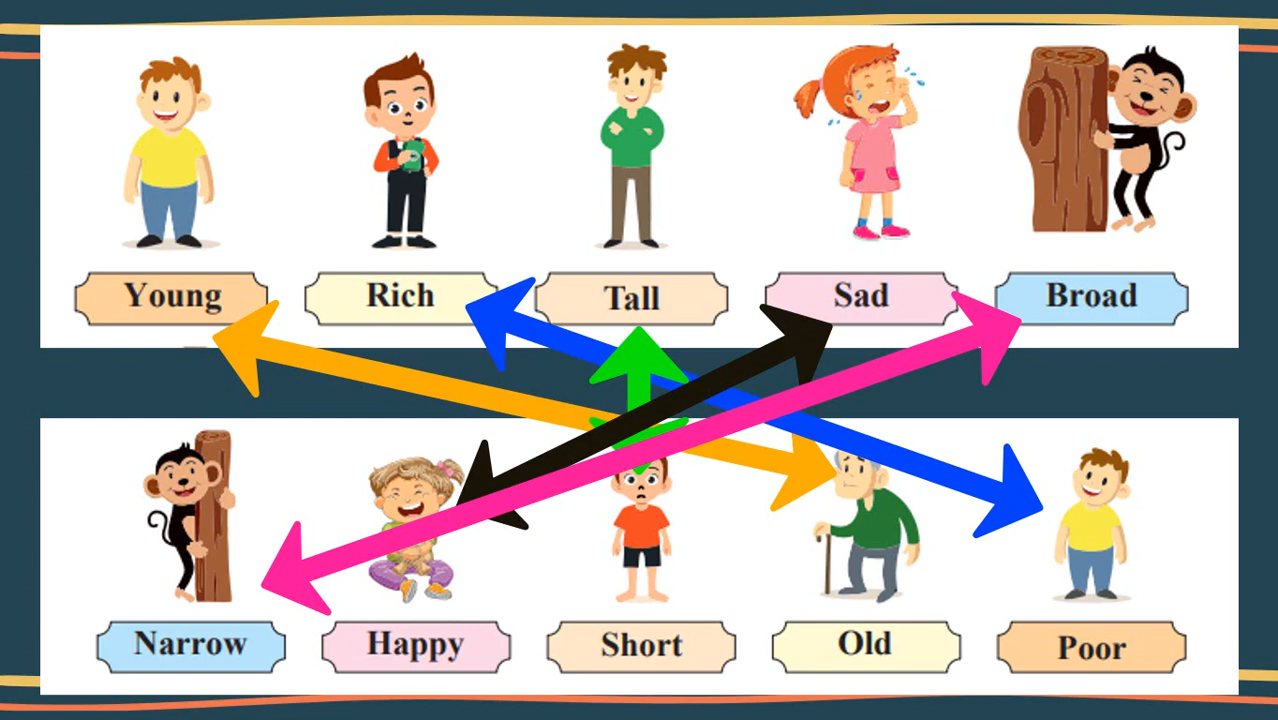 Young
Rich
Tall
Sad
Broad
Narrow
Happy
Short
Old
Poor